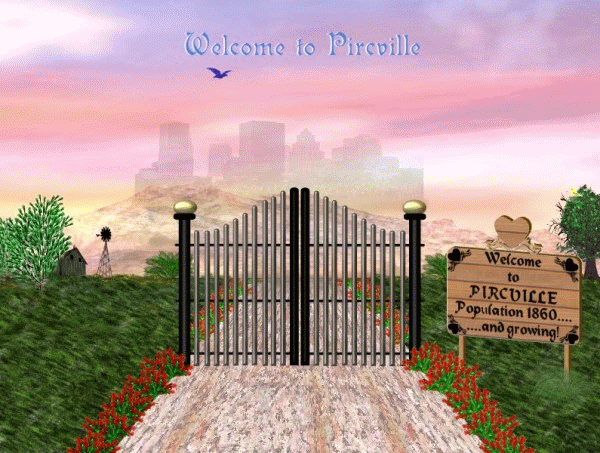 Welcome to Pircville
Welcome
to
PIRCVILLE
Population 1860....
....and growing!